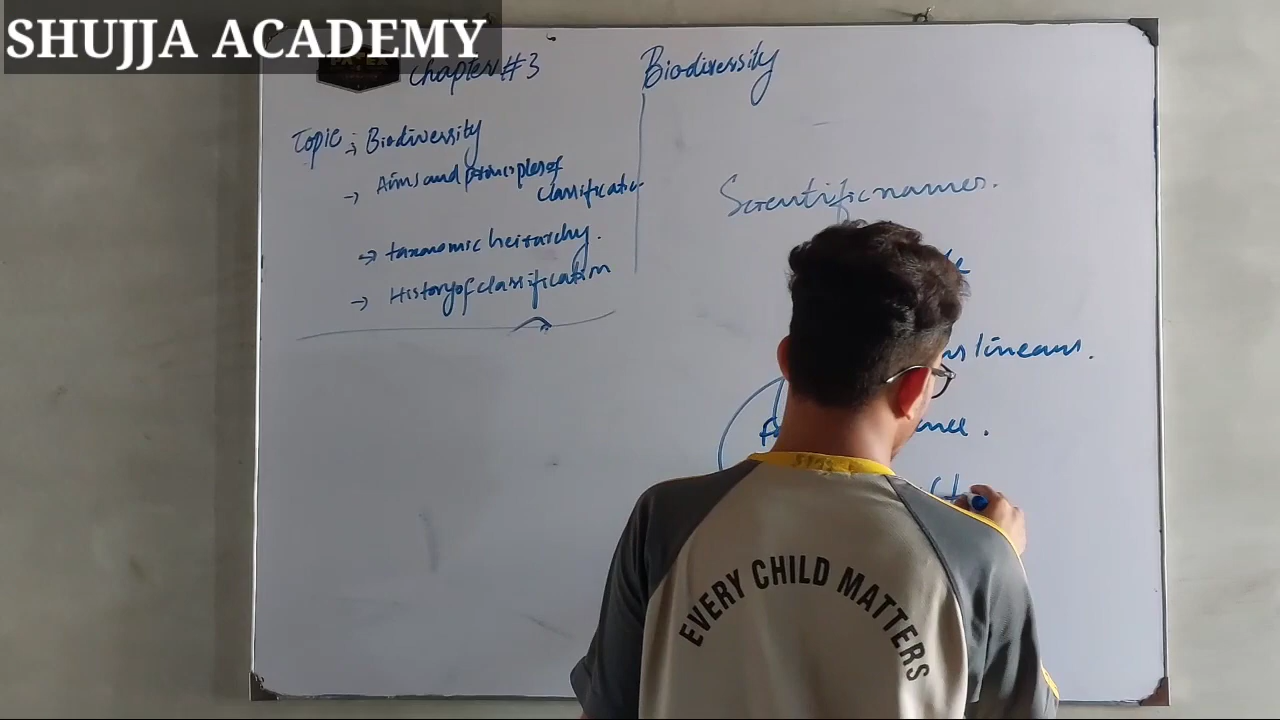 SHUJJA ACADEMY
chapter #3
Biodiversity
Topic :→ Biodiversity
→ Aims and principles of
classification
→ taxonomic heirarchy.
→ History of classification
Scientific names.
lineaus.
EVERY CHILD MATTERS